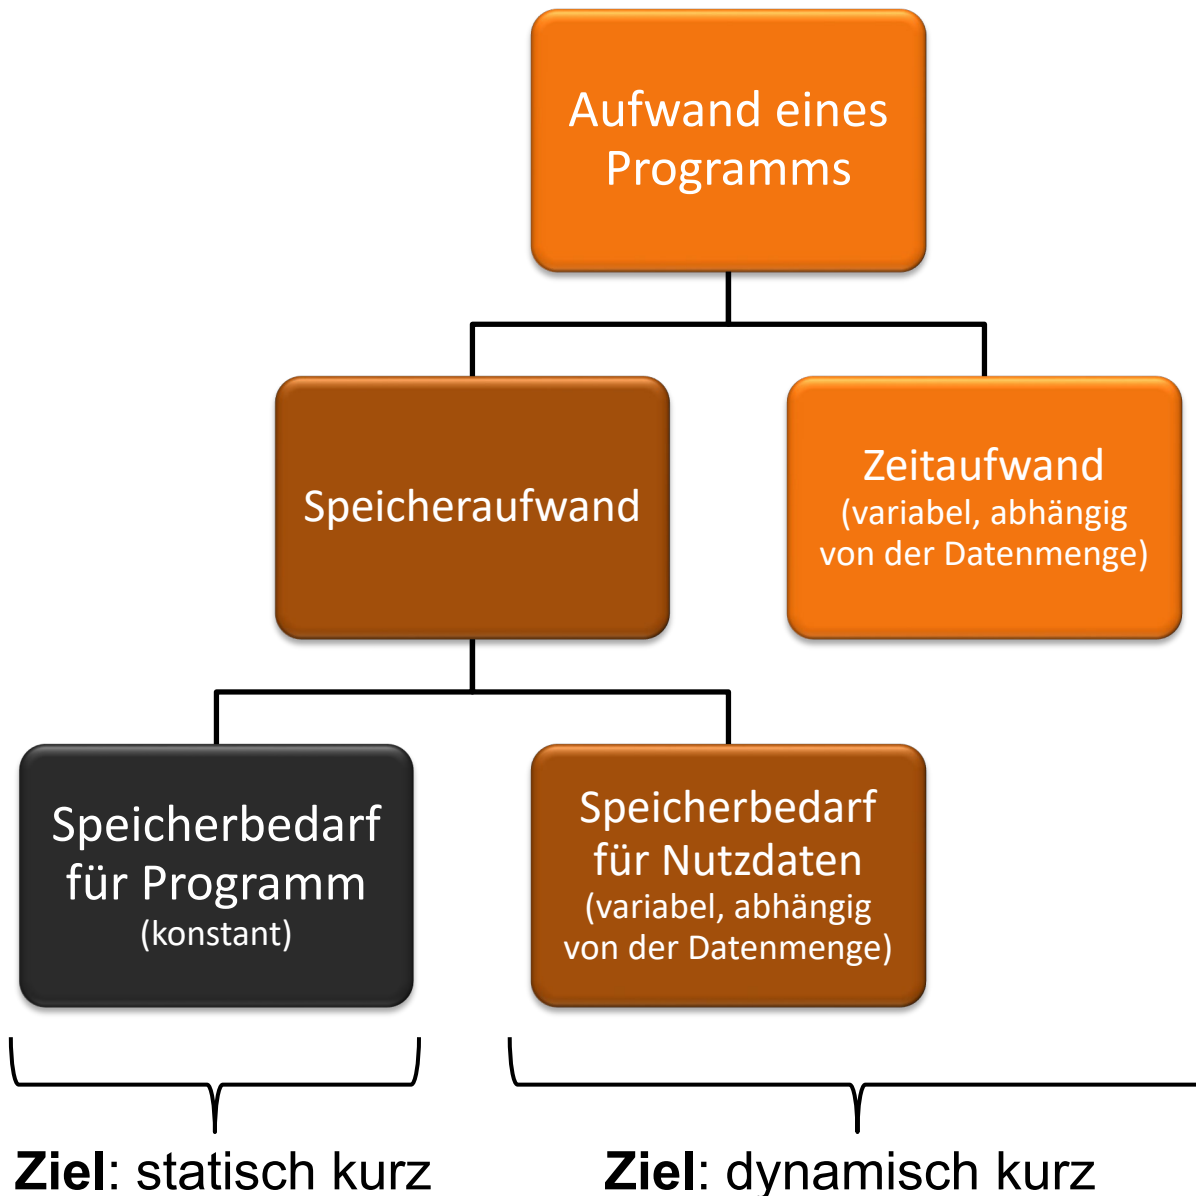 Aufwand eines
Programms
Speicheraufwand
Zeitaufwand
(variabel, abhängig
von der Datenmenge)
Speicherbedarf
für Programm
(konstant)
Speicherbedarf
für Nutzdaten
(variabel, abhängig
von der Datenmenge)
Ziel: statisch kurz
Ziel: dynamisch kurz